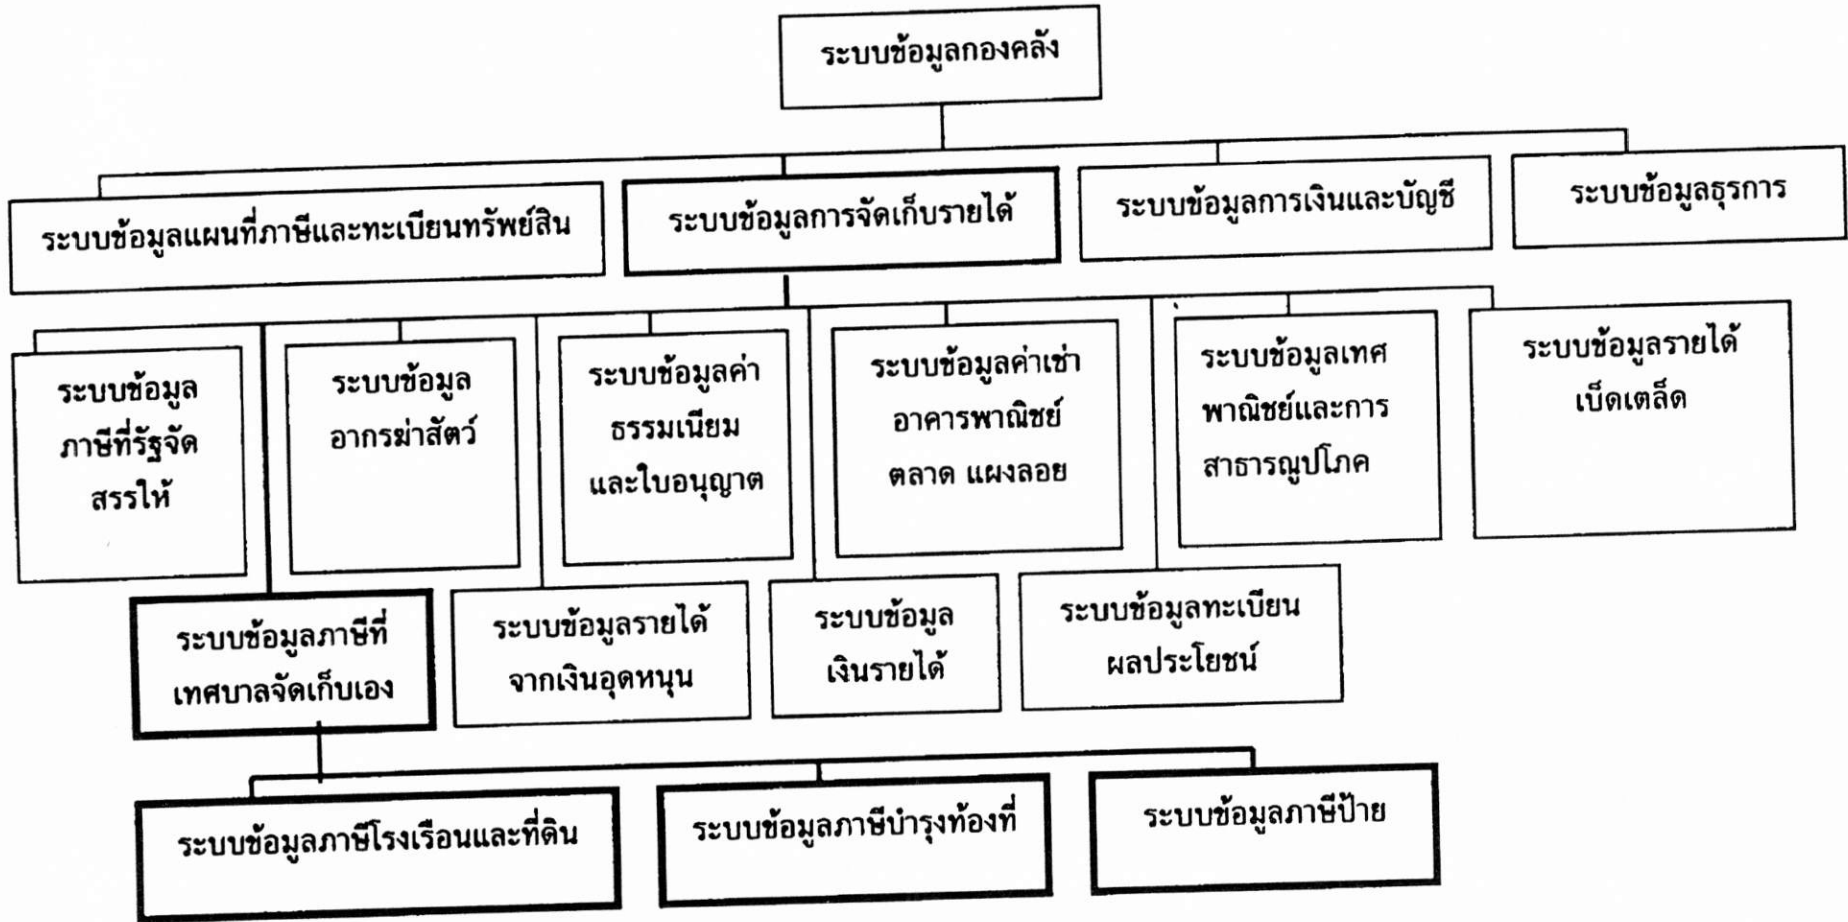 ระบบข้อมูลกองคลัง
ระบบข้อมูลแผนที่ภาษีและทะเบียนทรัพย์สิน
ระบบข้อมูลการจัดเก็บรายได้
ระบบข้อมูลการเงินและบัญชี
ระบบข้อมูลธุรการ
ระบบข้อมูล
ภาษีที่รัฐจัด
สรรให้
ระบบข้อมูล
อากรฆ่าสัตว์
ระบบข้อมูลค่า
ธรรมเนียม
และใบอนุญาต
ระบบข้อมูลค่าเช่า
อาคารพาณิชย์
ตลาด แผงลอย
ระบบข้อมูลเทศ
พาณิชย์และการ
สาธารณูปโภค
ระบบข้อมูลรายได้
เบ็ดเตล็ด
ระบบข้อมูลภาษีที่
เทศบาลจัดเก็บเอง
ระบบข้อมูลรายได้
จากเงินอุดหนุน
ระบบข้อมูล
เงินรายได้
ระบบข้อมูลทะเบียน
ผลประโยชน์
ระบบข้อมูลภาษีโรงเรือนและที่ดิน
ระบบข้อมูลภาษีบำรุงท้องที่
ระบบข้อมูลภาษีป้าย